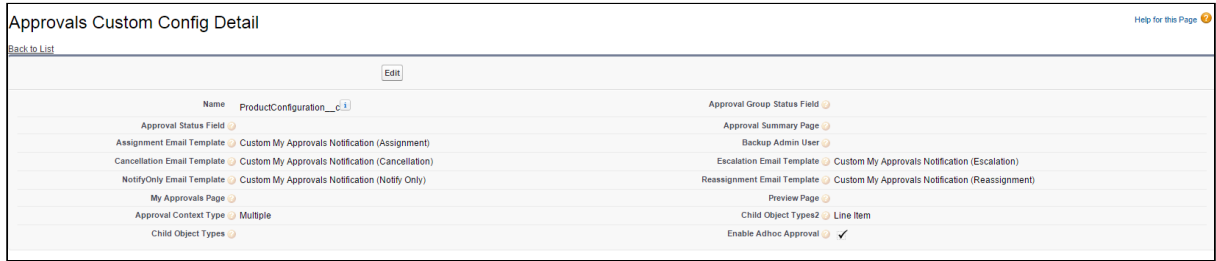 Approvals Custom Config Detail
Help for this Page ?
Back to List
Edit
Name ProductConfiguration__c i Approval Group Status Field
Approval Status Field Approval Summary Page
Assignment Email Template Custom My Approvals Notification (Assignment) Backup Admin User
Cancellation Email Template Custom My Approvals Notification (Cancellation) Escalation Email Template Custom My Approvals Notification (Escalation)
NotifyOnly Email Template Custom My Approvals Notification (Notify Only) Reassignment Email Template Custom My Approvals Notification (Reassignment)
My Approvals Page Preview Page
Approval Context Type Multiple Child Object Types2 Line Item
Child Object Types Enable Adhoc Approval ✓